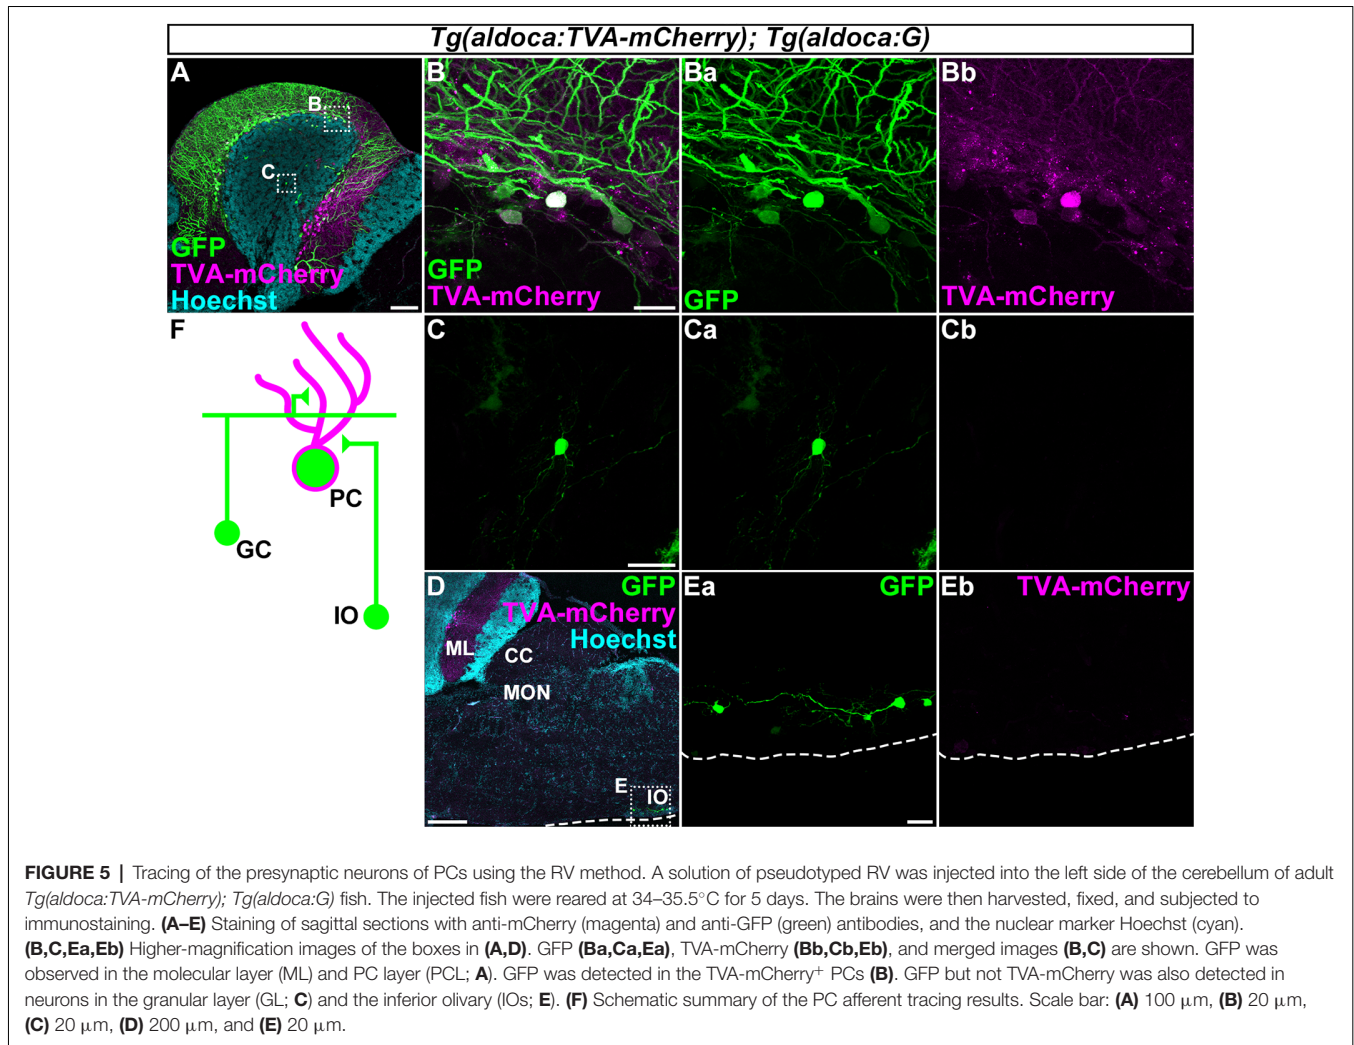 Tg(aldoca:TVA-mCherry); Tg(aldoca:G)
A
B
C
GFP
TVA-mCherry
Hoechst
B
GFP
TVA-mCherry
Ba
GFP
Bb
TVA-mCherry
F
PC
GC
IO
C
Ca
Cb
D
GFP
TVA-mCherry
Hoechst
ML
CC
MON
E
IO
Ea
GFP
Eb
TVA-mCherry
FIGURE 5 | Tracing of the presynaptic neurons of PCs using the RV method. A solution of pseudotyped RV was injected into the left side of the cerebellum of adult
Tg(aldoca:TVA-mCherry); Tg(aldoca:G) fish. The injected fish were reared at 34–35.5°C for 5 days. The brains were then harvested, fixed, and subjected to
immunostaining. (A–E) Staining of sagittal sections with anti-mCherry (magenta) and anti-GFP (green) antibodies, and the nuclear marker Hoechst (cyan).
(B,C,Ea,Eb) Higher-magnification images of the boxes in (A,D). GFP (Ba,Ca,Ea), TVA-mCherry (Bb,Cb,Eb), and merged images (B,C) are shown. GFP was
observed in the molecular layer (ML) and PC layer (PCL; A). GFP was detected in the TVA-mCherry⁺ PCs (B). GFP but not TVA-mCherry was also detected in
neurons in the granular layer (GL; C) and the inferior olivary (IOs; E). (F) Schematic summary of the PC afferent tracing results. Scale bar: (A) 100 μm, (B) 20 μm,
(C) 20 μm, (D) 200 μm, and (E) 20 μm.